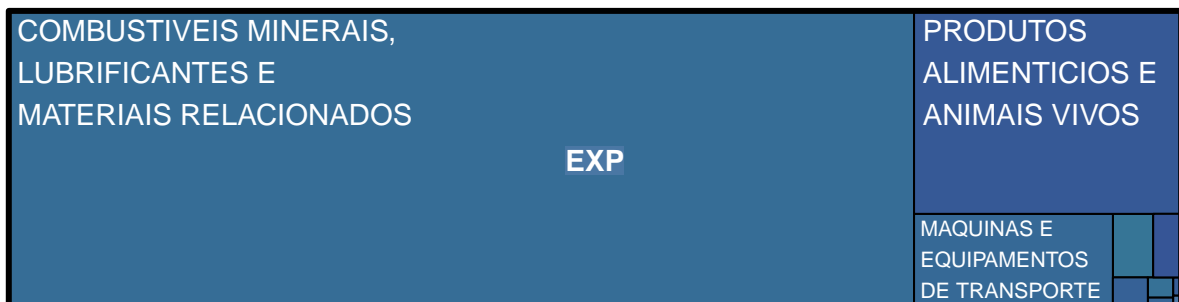 COMBUSTIVEIS MINERAIS,
LUBRIFICANTES E
MATERIAIS RELACIONADOS
EXP
PRODUTOS
ALIMENTICIOS E
ANIMAIS VIVOS
MAQUINAS E
EQUIPAMENTOS
DE TRANSPORTE